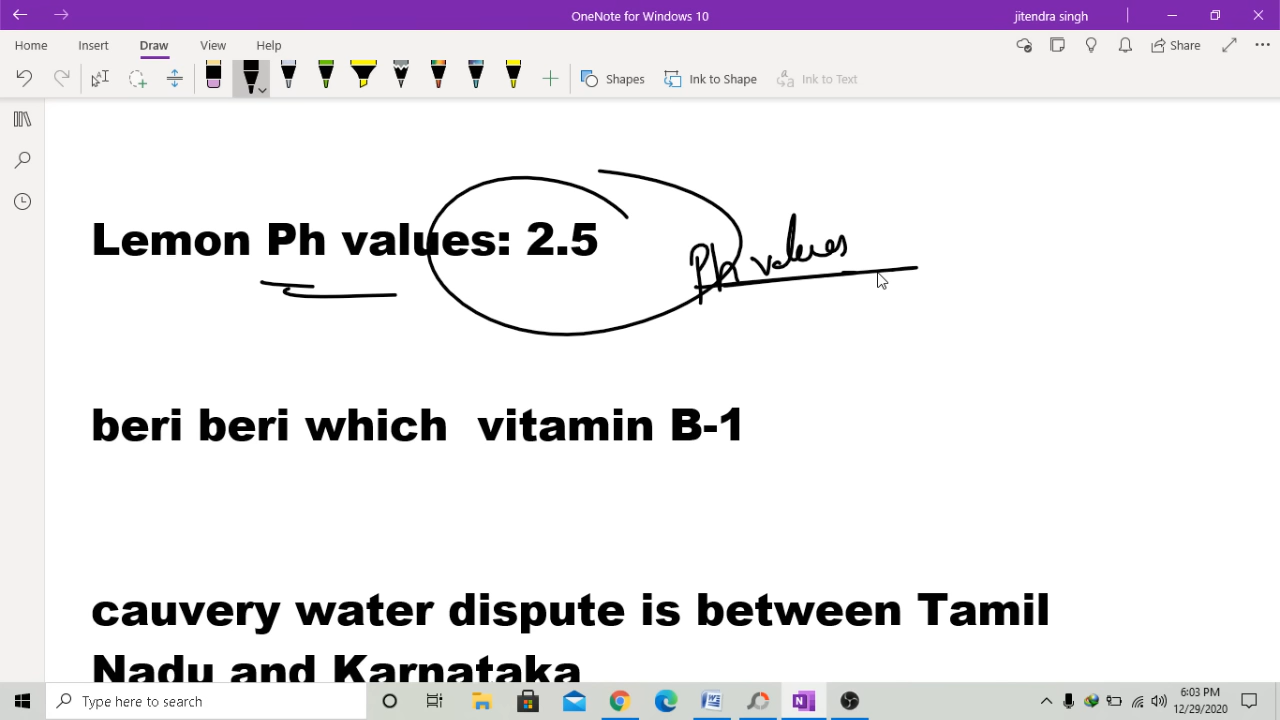 OneNote for Windows 10
jitendra singh
Home Insert Draw View Help
Share
Shapes Ink to Shape Ink to Text
Lemon Ph values: 2.5
Ph values
beri beri which vitamin B-1
cauvery water dispute is between Tamil
Nadu and Karnataka
Type here to search
6:03 PM
12/29/2020